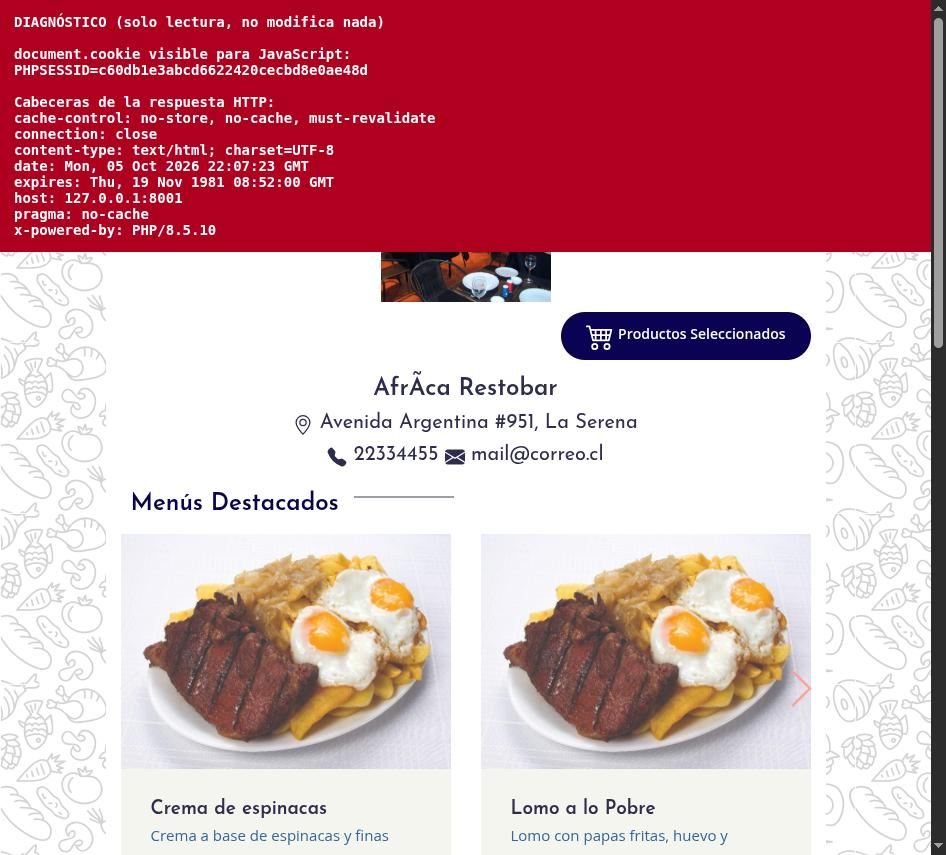 DIAGNÓSTICO (solo lectura, no modifica nada)
document.cookie visible para JavaScript:
PHPSESSID=c60db1e3abcd6622420cecbd8e0ae48d
Cabeceras de la respuesta HTTP:
cache-control: no-store, no-cache, must-revalidate
connection: close
content-type: text/html; charset=UTF-8
date: Mon, 05 Oct 2026 22:07:23 GMT
expires: Thu, 19 Nov 1981 08:52:00 GMT
host: 127.0.0.1:8001
pragma: no-cache
x-powered-by: PHP/8.5.10
Productos Seleccionados
AfrÃca Restobar
Avenida Argentina #951, La Serena
22334455 mail@correo.cl
Menús Destacados
Crema de espinacas
Crema a base de espinacas y finas
Lomo a lo Pobre
Lomo con papas fritas, huevo y